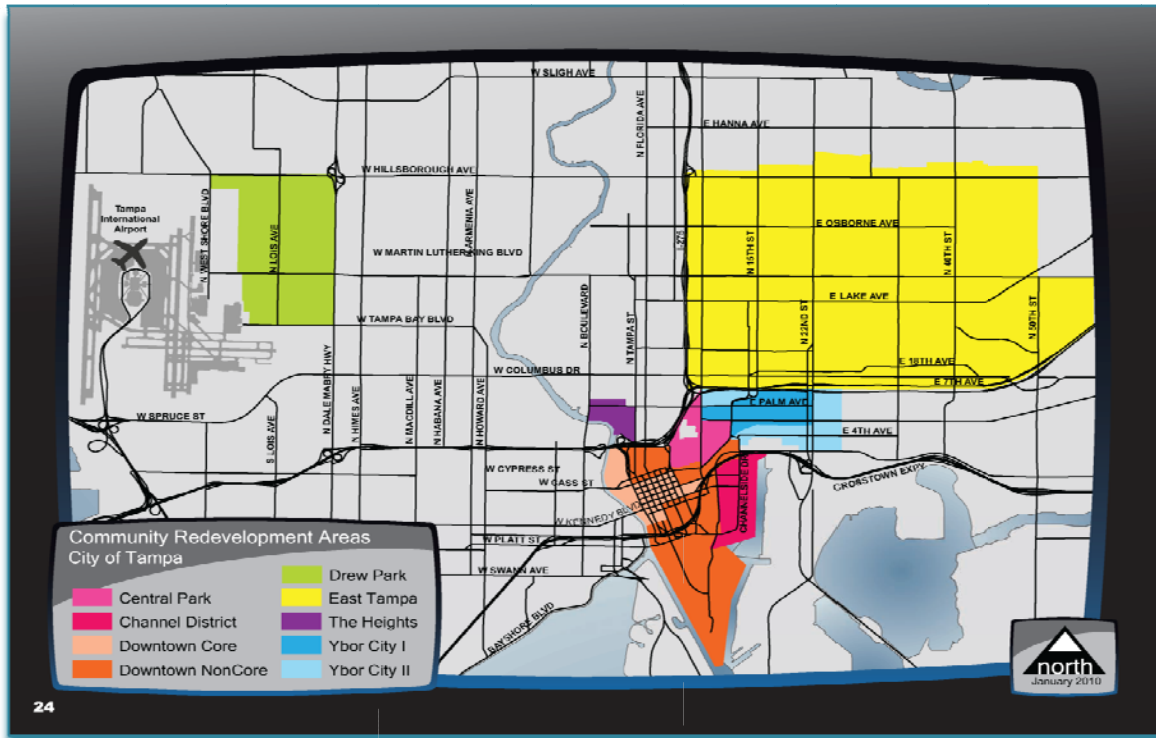 W SLIGH AVE
N FLORIDA AVE
E HANNA AVE
W HILLSBOROUGH AVE
Tampa
International
Airport
N WEST SHORE BLVD
N LOIS AVE
N ARMENIA AVE
W MARTIN LUTHER KING BLVD
I-275
N 15TH ST
E OSBORNE AVE
N 40TH ST
E LAKE AVE
N BOULEVARD
N TAMPA ST
N 22ND ST
N 50TH ST
W TAMPA BAY BLVD
N DALE MABRY HWY
N HIMES AVE
N MACDILL AVE
N HABANA AVE
N HOWARD AVE
W COLUMBUS DR
E 18TH AVE
E 7TH AVE
E PALM AVE
E 4TH AVE
W SPRUCE ST
S LOIS AVE
W CYPRESS ST
W CASS ST
W KENNEDY BLVD
CHANNELSIDE DR
CROSSTOWN EXPY
W PLATT ST
W SWANN AVE
BAYSHORE BLVD
Community Redevelopment Areas
City of Tampa
Central Park
Channel District
Downtown Core
Downtown NonCore
Drew Park
East Tampa
The Heights
Ybor City I
Ybor City II
north
January 2010
24